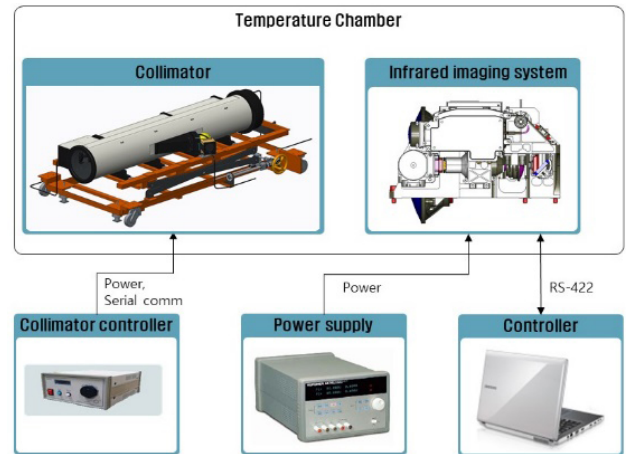 Temperature Chamber
Collimator
Infrared imaging system
Power,
Serial comm
Power
RS-422
Collimator controller
Power supply
Controller